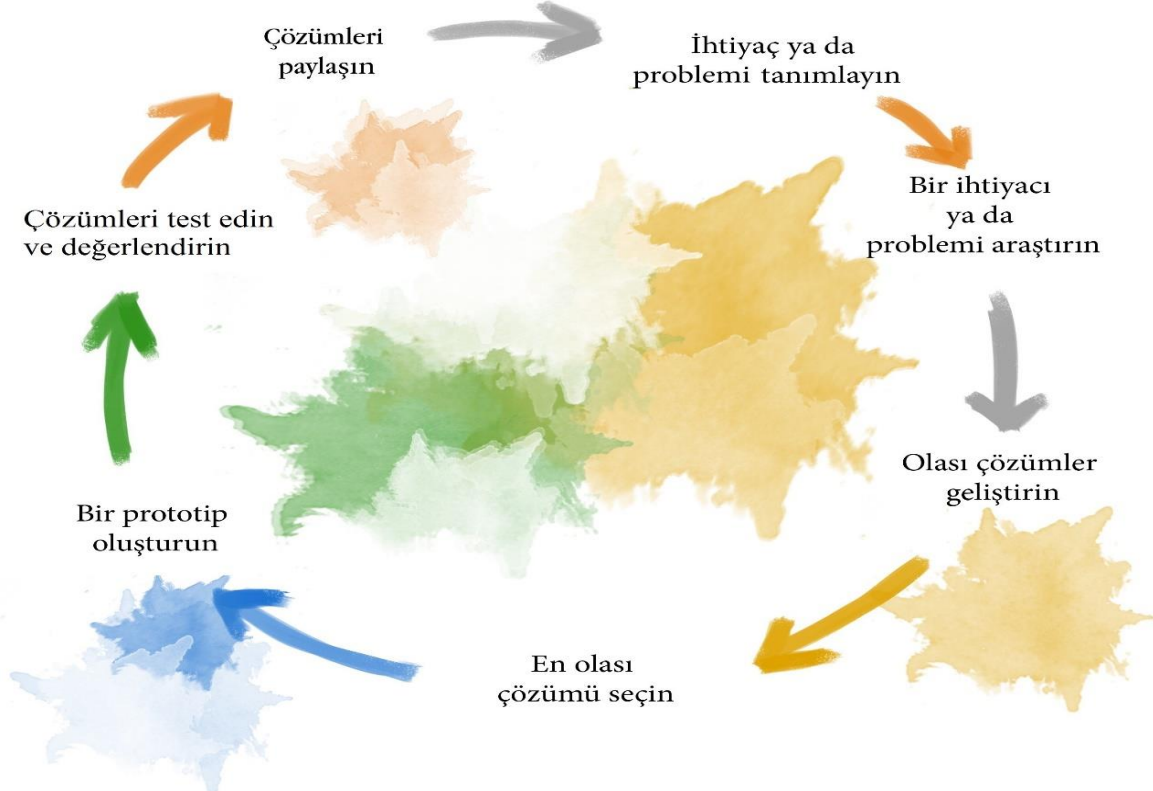 Çözümleri
paylaşın
İhtiyaç ya da
problemi tanımlayın
Bir ihtiyacı
ya da
problemi araştırın
Olası çözümler
geliştirin
En olası
çözümü seçin
Bir prototip
oluşturun
Çözümleri test edin
ve değerlendirin